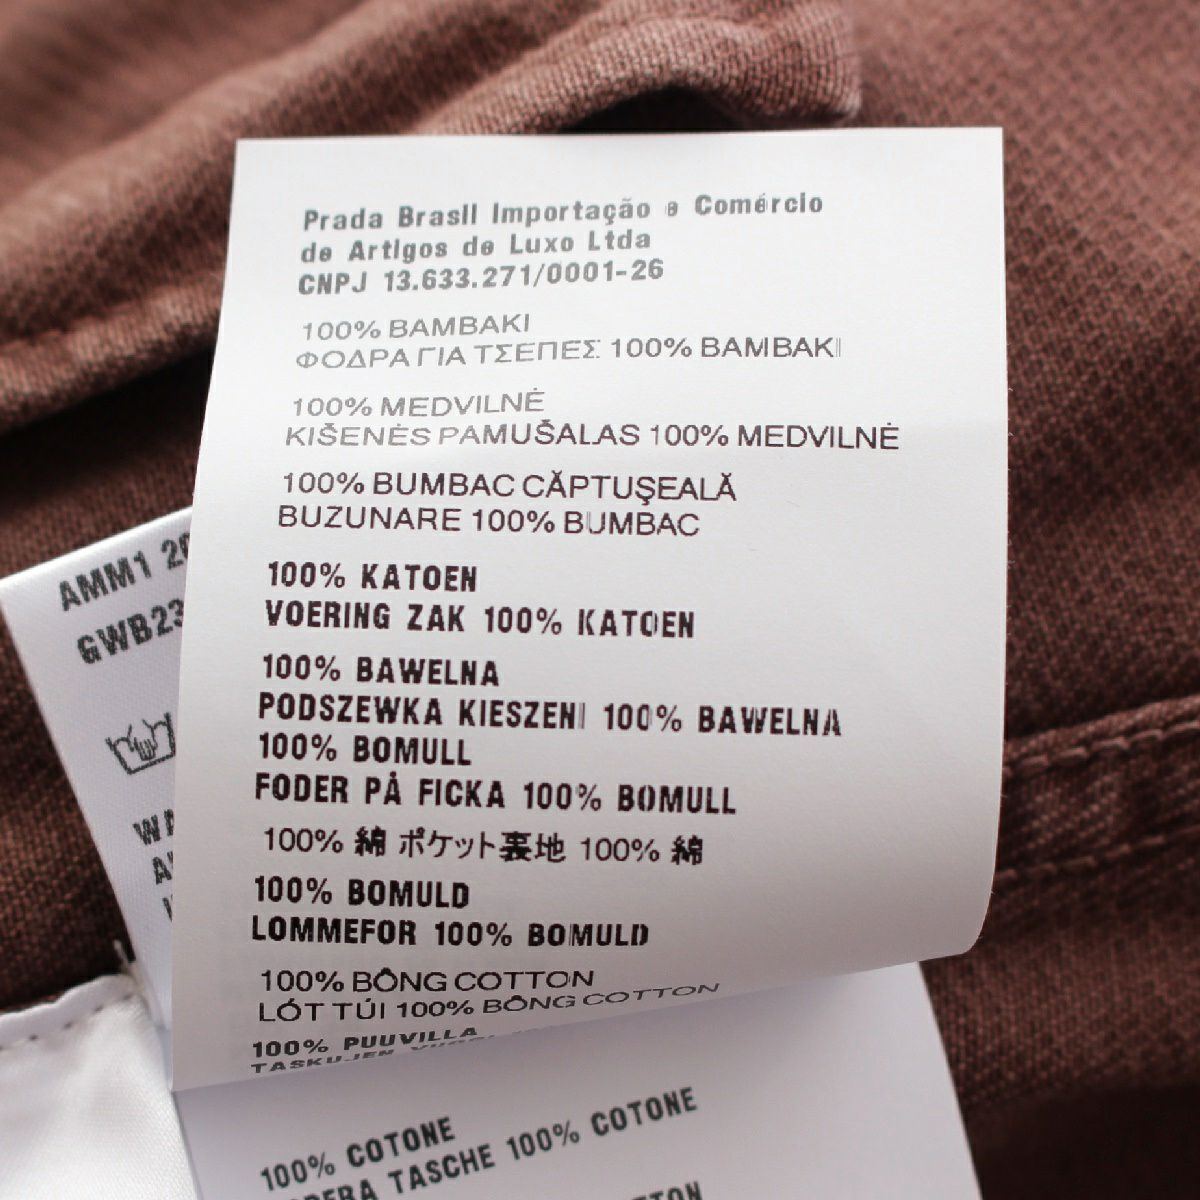 Prada Brasil Importação e Comércio
de Artigos de Luxo Ltda
CNPJ 13.633.271/0001-26
100% BAMBAKI
ΦΟΔΡΑ ΓΙΑ ΤΣΕΠΕΣ 100% BAMBAKI
100% MEDVILNĖ
KIŠENĖS PAMUŠALAS 100% MEDVILNĖ
100% BUMBAC CĂPTUŞEALĂ
BUZUNARE 100% BUMBAC
100% KATOEN
VOERING ZAK 100% KATOEN
100% BAWELNA
PODSZEWKA KIESZENI 100% BAWELNA
100% BOMULL
FODER PÅ FICKA 100% BOMULL
100% 綿 ポケット裏地 100% 綿
100% BOMULD
LOMMEFOR 100% BOMULD
100% BÔNG COTTON
LÓT TÚI 100% BÔNG COTTON
100% PUUVILLA
TASKUJEN
AMM1
GWB23
100% COTONE
TASCHE 100% COTONE